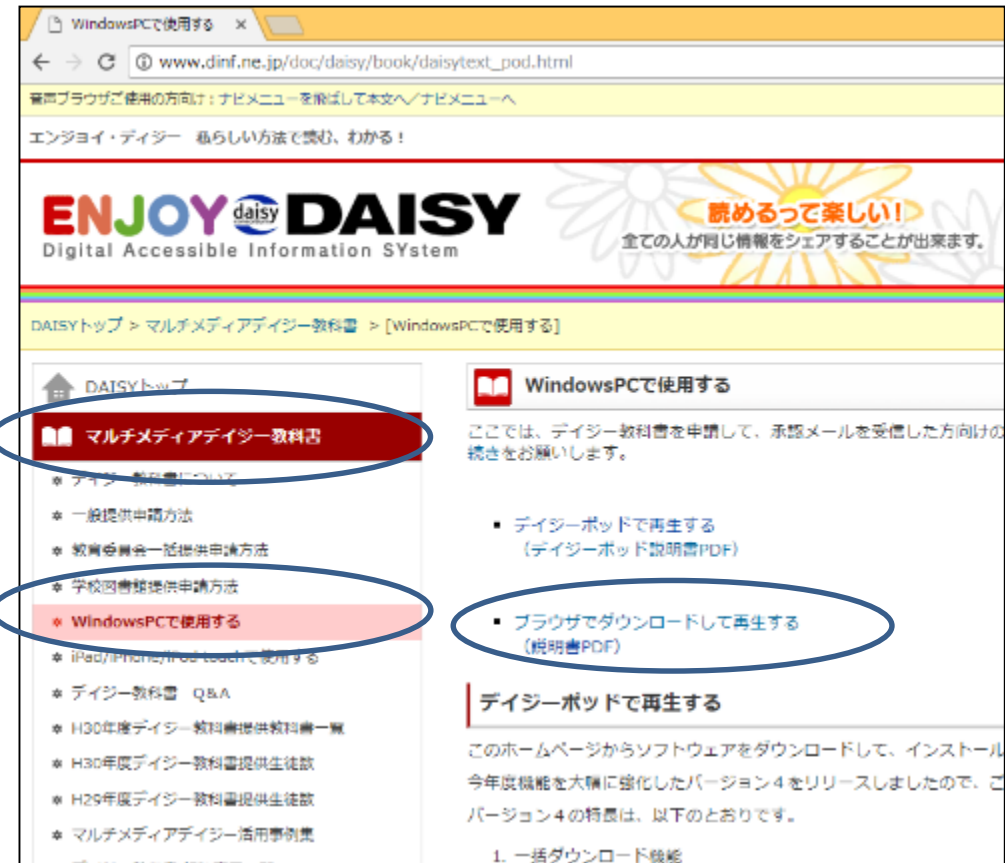 WindowsPCで使用する
www.dinf.ne.jp/doc/daisy/book/daisytext_pod.html
音声ブラウザご使用の方向け：ナビメニューを飛ばして本文へ／ナビメニューへ
エンジョイ・デイジー 私らしい方法で読む、わかる！
ENJOY daisy DAISY
Digital Accessible Information SYstem
読めるって楽しい！
全ての人が同じ情報をシェアすることが出来ます。
DAISYトップ > マルチメディアデイジー教科書 > [WindowsPCで使用する]
DAISYトップ
マルチメディアデイジー教科書
デイジー教科書について
一般提供申請方法
教育委員会一括提供申請方法
学校図書館提供申請方法
WindowsPCで使用する
iPad/iPhone/iPod touchで使用する
デイジー教科書 Q&A
H30年度デイジー教科書提供教科書一覧
H30年度デイジー教科書提供生徒数
H29年度デイジー教科書提供生徒数
マルチメディアデイジー活用事例集
WindowsPCで使用する
ここでは、デイジー教科書を申請して、承認メールを受信した方向けの
続きをお願いします。
デイジーポッドで再生する
（デイジーポッド説明書PDF）
ブラウザでダウンロードして再生する
（説明書PDF）
デイジーポッドで再生する
このホームページからソフトウェアをダウンロードして、インストール
今年度機能を大幅に強化したバージョン４をリリースしましたので、ご
バージョン４の特長は、以下のとおりです。
1. 一括ダウンロード機能